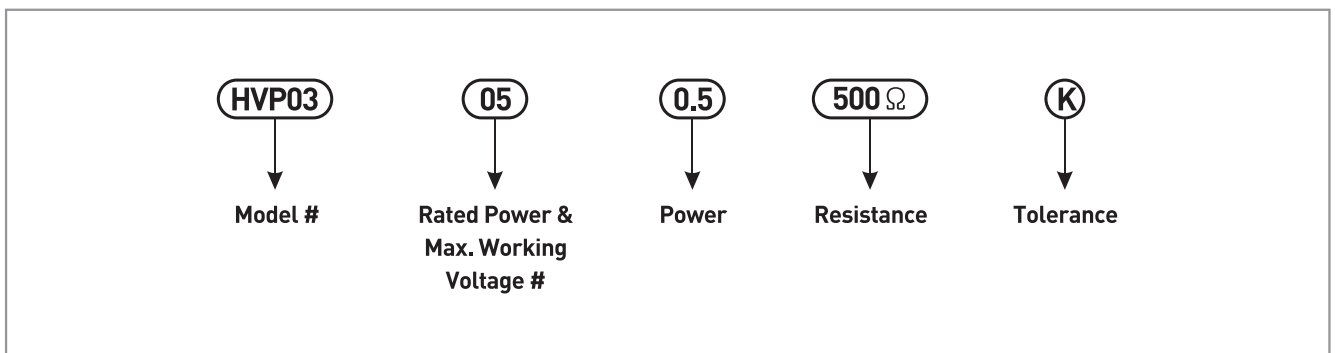 HVP03 05 0.5 500 Ω K
Model # Rated Power & Power Resistance Tolerance
Max. Working
Voltage #